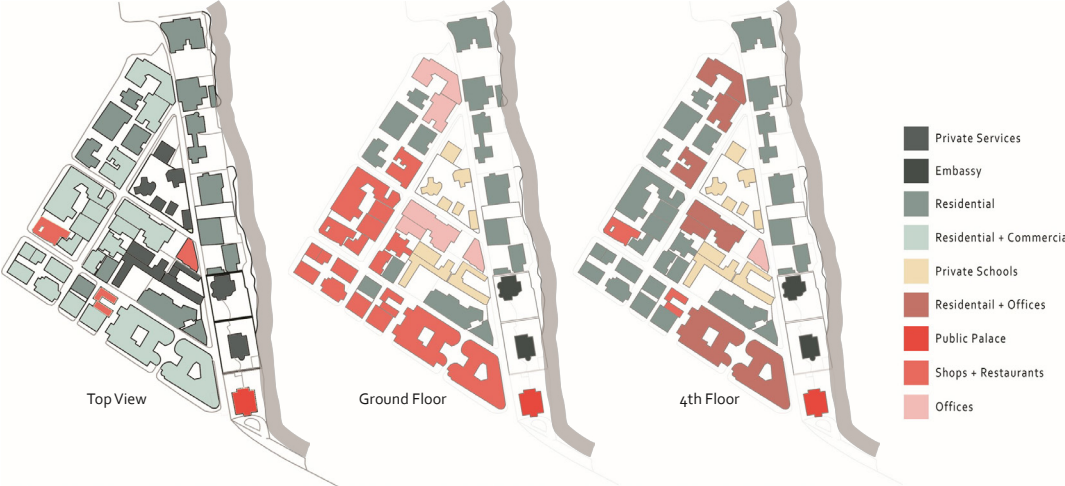 Private Services
Embassy
Residential
Residential + Commercia
Private Schools
Residentail + Offices
Public Palace
Shops + Restaurants
Offices
Top View
Ground Floor
4th Floor